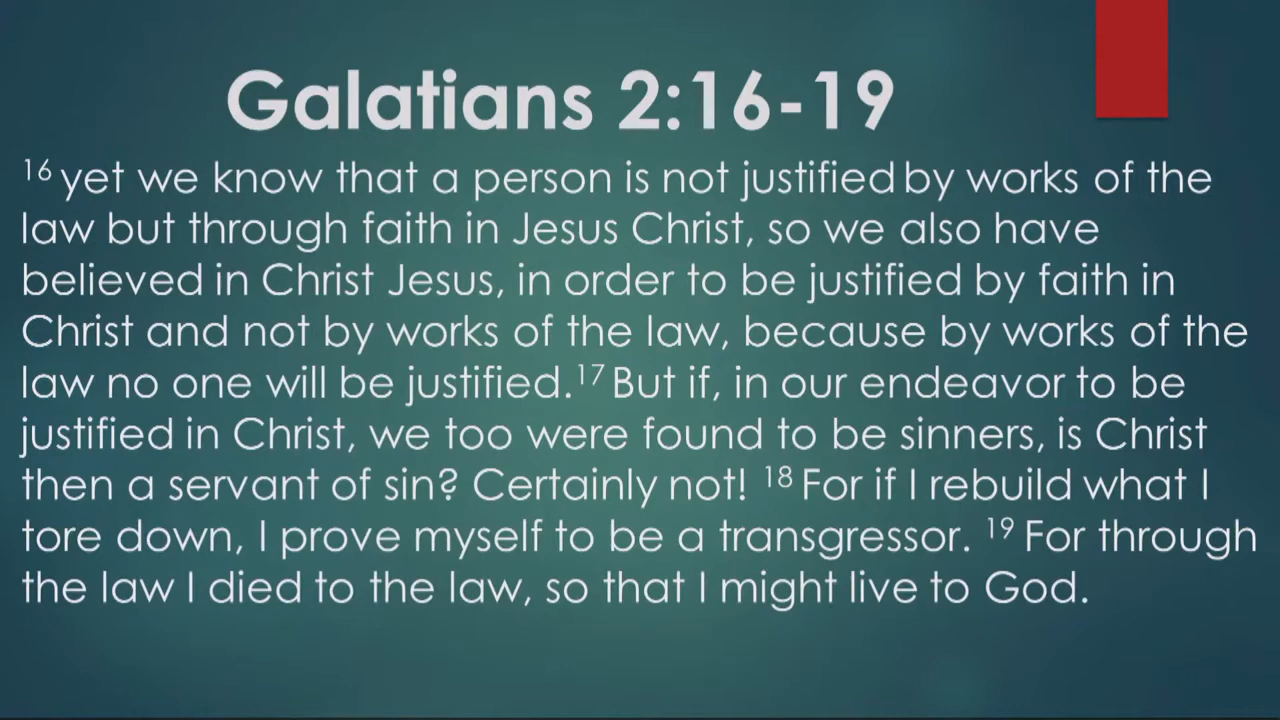 Galatians 2:16-19
16 yet we know that a person is not justified by works of the
law but through faith in Jesus Christ, so we also have
believed in Christ Jesus, in order to be justified by faith in
Christ and not by works of the law, because by works of the
law no one will be justified.17 But if, in our endeavor to be
justified in Christ, we too were found to be sinners, is Christ
then a servant of sin? Certainly not! 18 For if I rebuild what I
tore down, I prove myself to be a transgressor. 19 For through
the law I died to the law, so that I might live to God.